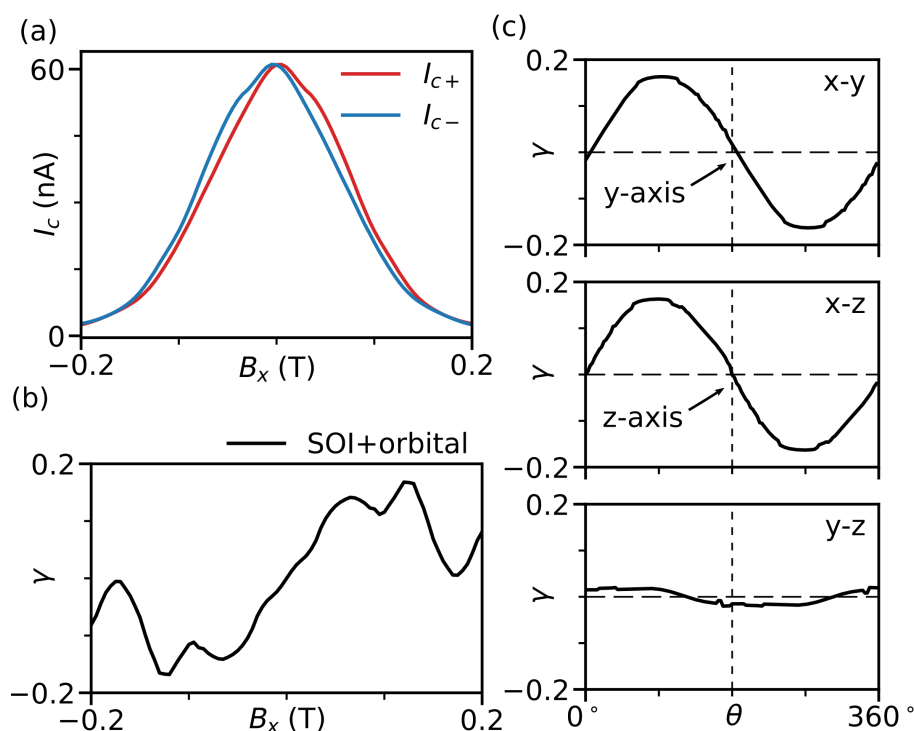 (a)
60
I_c (nA)
0
−0.2
B_x (T)
0.2
I_{c+}
I_{c−}
(b)
SOI+orbital
0.2
γ
−0.2
−0.2
B_x (T)
0.2
(c)
0.2
γ
−0.2
x-y
y-axis
0.2
γ
−0.2
x-z
z-axis
0.2
γ
−0.2
y-z
0°
θ
360°